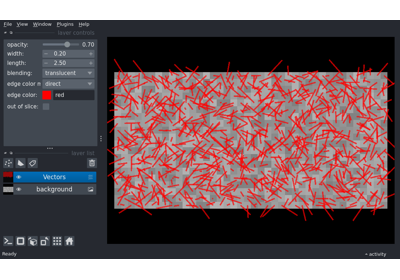 File View Window Plugins Help
layer controls
opacity: 0.70
width: 0.20
length: 2.50
blending: translucent
edge color n direct
edge color: red
out of slice:
layer list
Vectors
background
Ready
activity